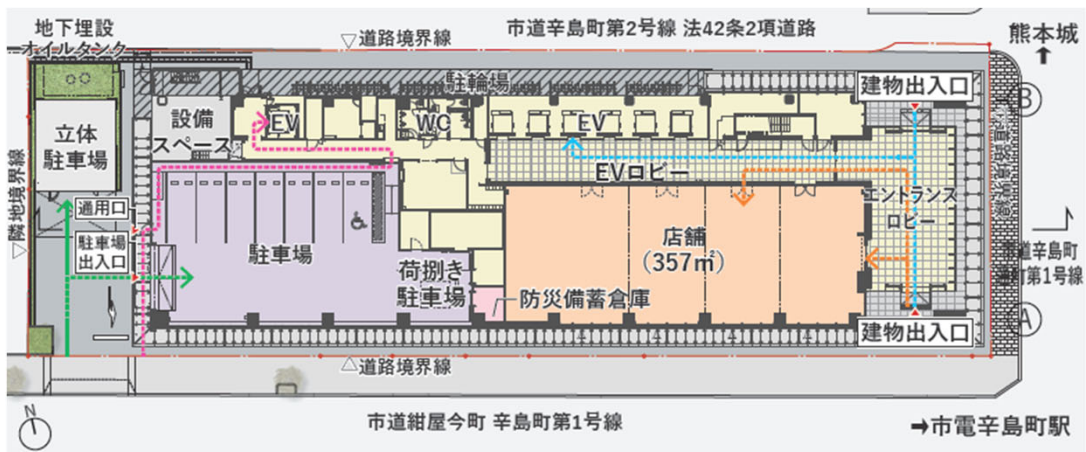 地下埋設
オイルタンク
▽道路境界線
市道辛島町第2号線 法42条2項道路
熊本城
↑
駐輪場
建物出入口
B
設備
スペース
EV
WC
EV
立体
駐車場
EVロビー
エントランス
ロビー
道路境界線
隣地境界線
▽
通用口
駐車場
出入口
駐車場
荷捌き
駐車場
防災備蓄倉庫
店舗
(357㎡)
市道辛島町
第1号線
建物出入口
A
△道路境界線
市道紺屋今町 辛島町第1号線
➡市電辛島町駅
N